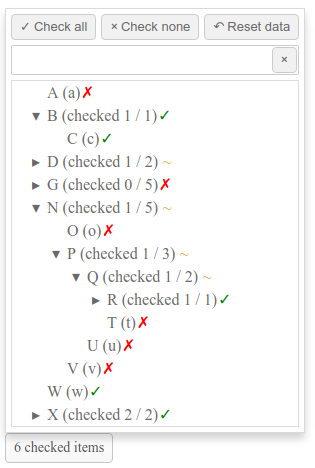 ✓ Check all × Check none ↶ Reset data
×
A (a)✗
▼ B (checked 1 / 1)✓
C (c)✓
► D (checked 1 / 2) ~
► G (checked 0 / 5)✗
▼ N (checked 1 / 5) ~
O (o)✗
▼ P (checked 1 / 3) ~
▼ Q (checked 1 / 2) ~
► R (checked 1 / 1)✓
T (t)✗
U (u)✗
V (v)✗
W (w)✓
► X (checked 2 / 2)✓
6 checked items